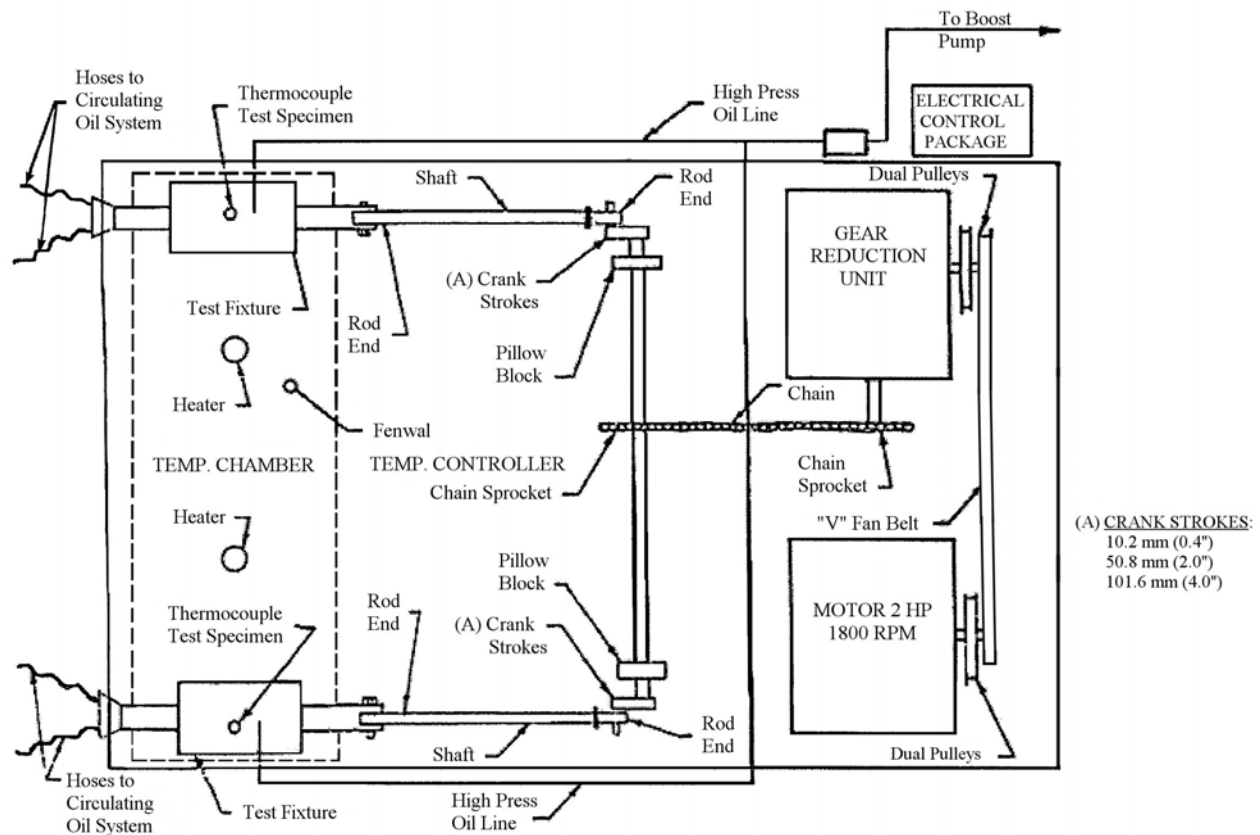 To Boost
Pump
Hoses to
Circulating
Oil System
Thermocouple
Test Specimen
High Press
Oil Line
ELECTRICAL
CONTROL
PACKAGE
Shaft
Rod
End
Dual Pulleys
GEAR
REDUCTION
UNIT
(A) Crank
Strokes
Test Fixture
Rod
End
Pillow
Block
Heater
Fenwal
Chain
TEMP. CHAMBER
TEMP. CONTROLLER
Chain Sprocket
Chain
Sprocket
Heater
"V" Fan Belt
(A) CRANK STROKES:
10.2 mm (0.4")
50.8 mm (2.0")
101.6 mm (4.0")
Pillow
Block
Thermocouple
Test Specimen
Rod
End
(A) Crank
Strokes
MOTOR 2 HP
1800 RPM
Shaft
Rod
End
Dual Pulleys
Hoses to
Circulating
Oil System
Test Fixture
High Press
Oil Line